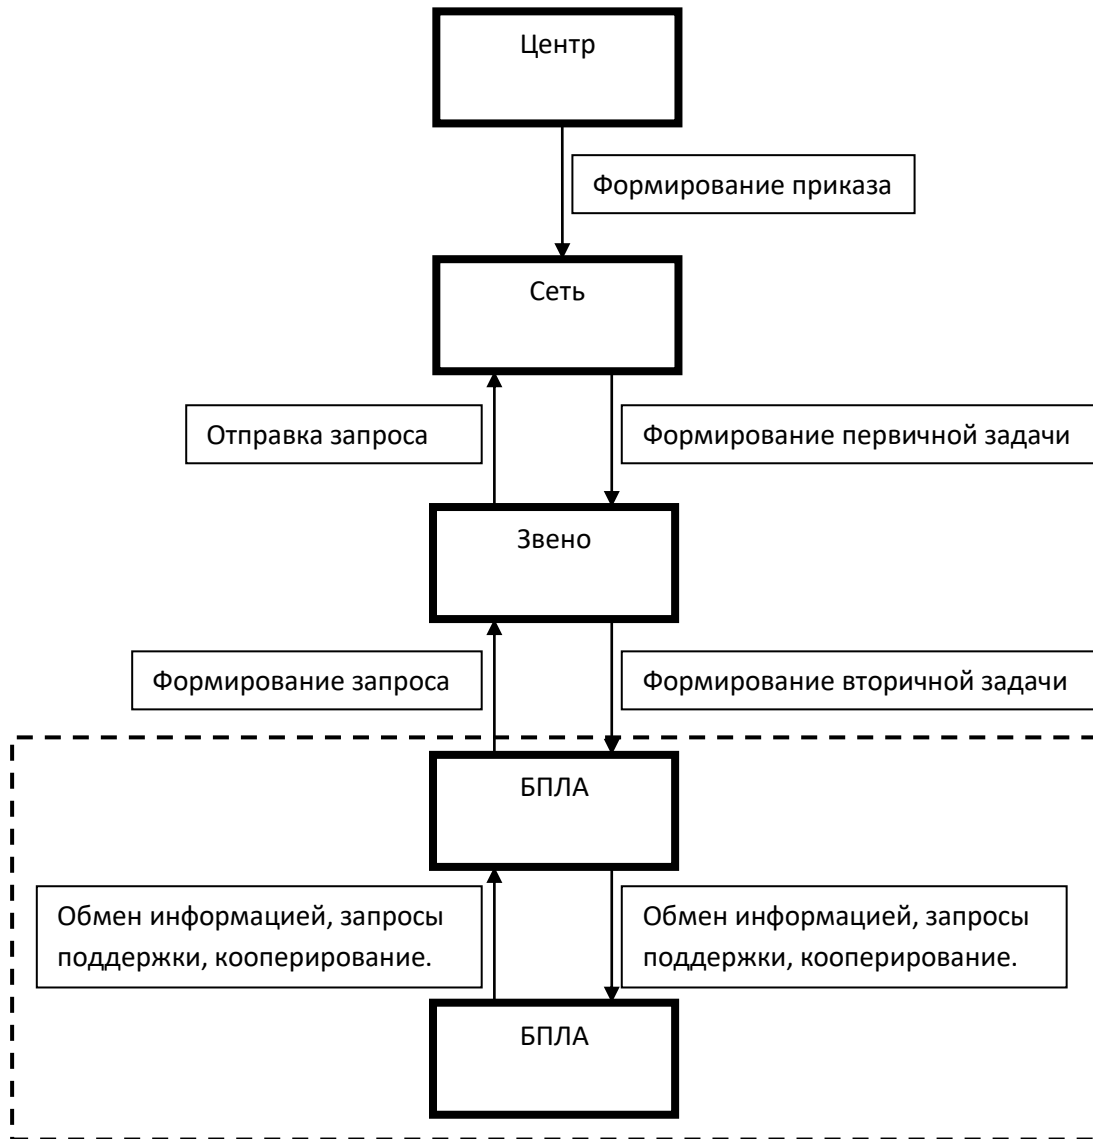 Центр
Формирование приказа
Сеть
Отправка запроса
Формирование первичной задачи
Звено
Формирование запроса
Формирование вторичной задачи
БПЛА
Обмен информацией, запросы
поддержки, кооперирование.
Обмен информацией, запросы
поддержки, кооперирование.
БПЛА